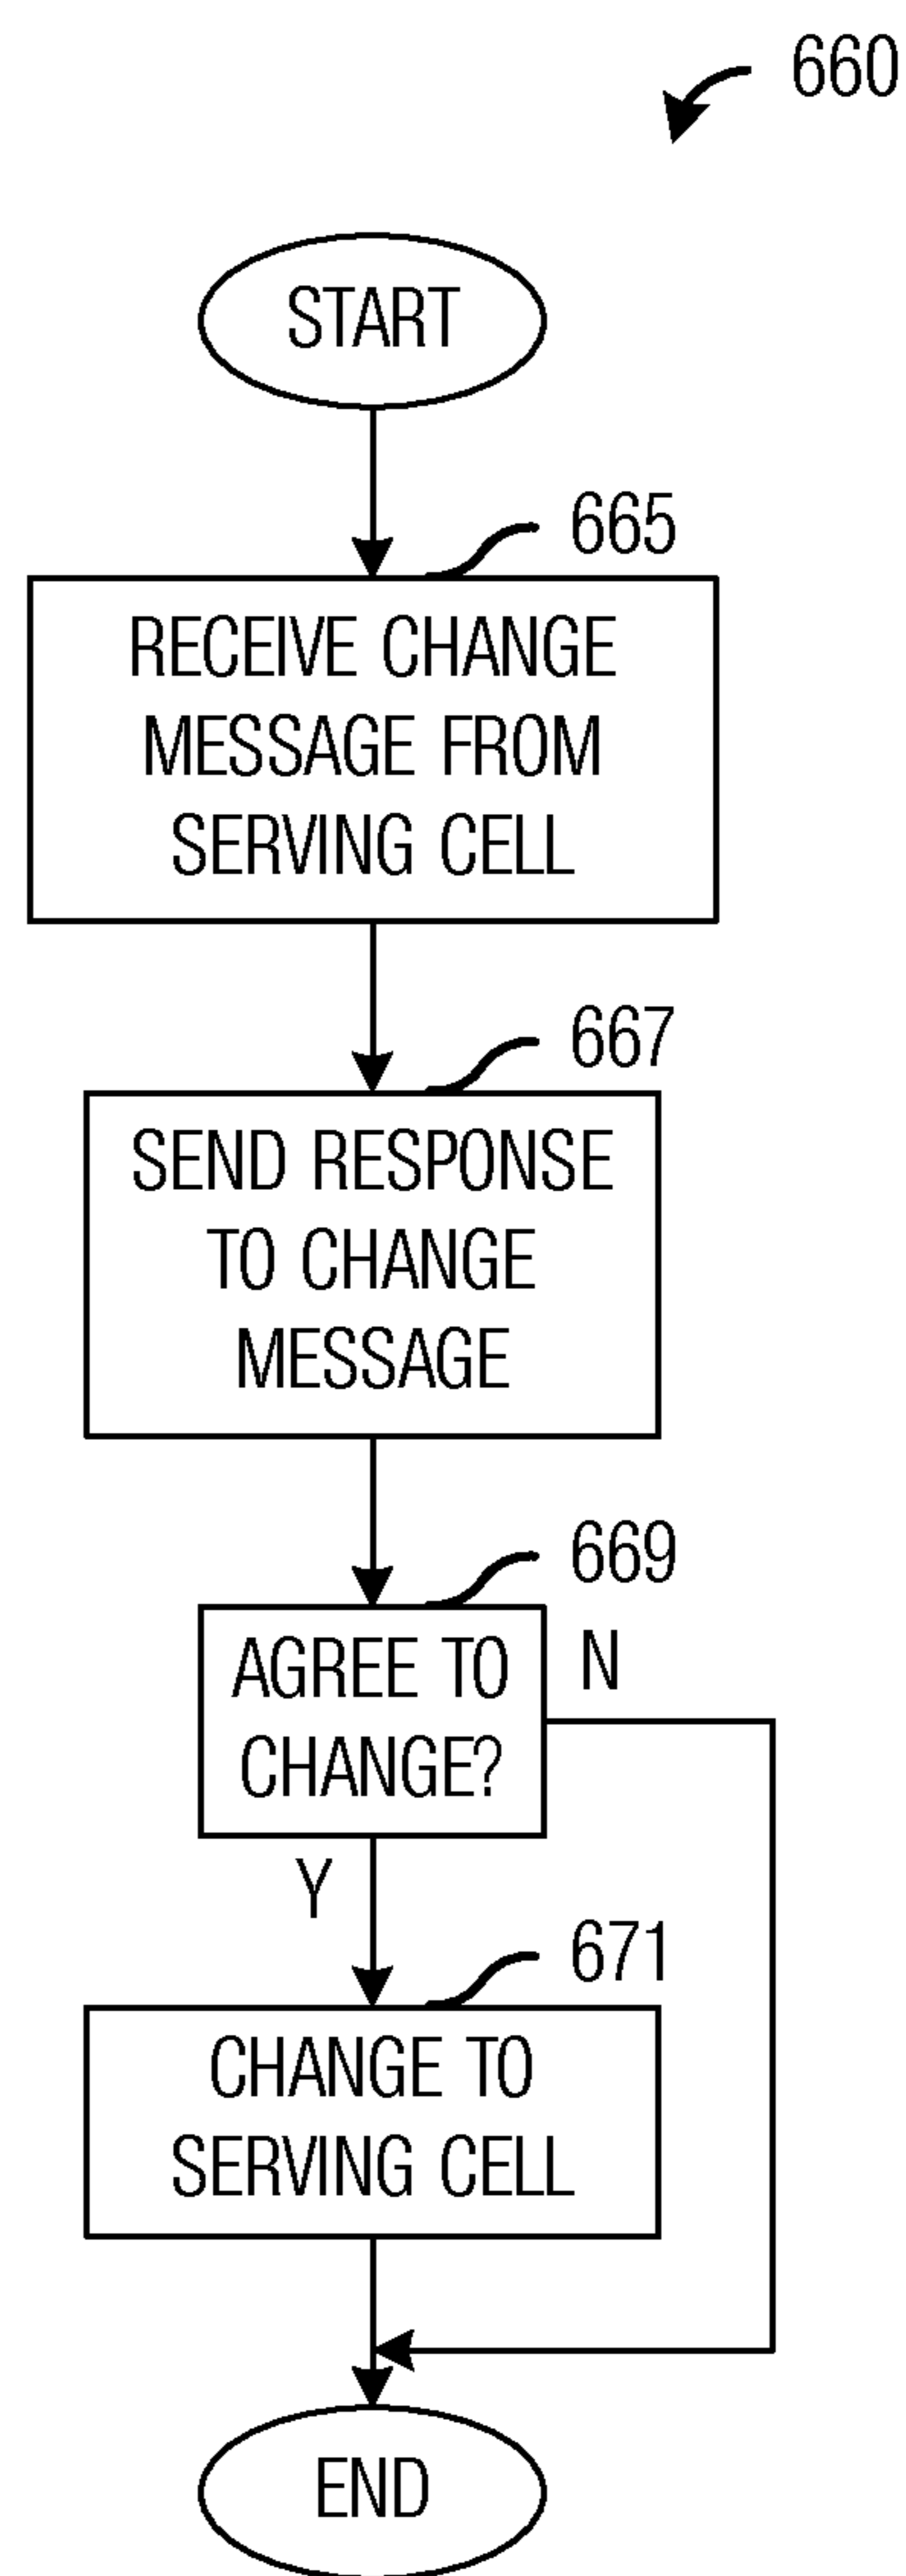 660
START
665
RECEIVE CHANGE
MESSAGE FROM
SERVING CELL
667
SEND RESPONSE
TO CHANGE
MESSAGE
669
AGREE TO
CHANGE?
N
Y
671
CHANGE TO
SERVING CELL
END